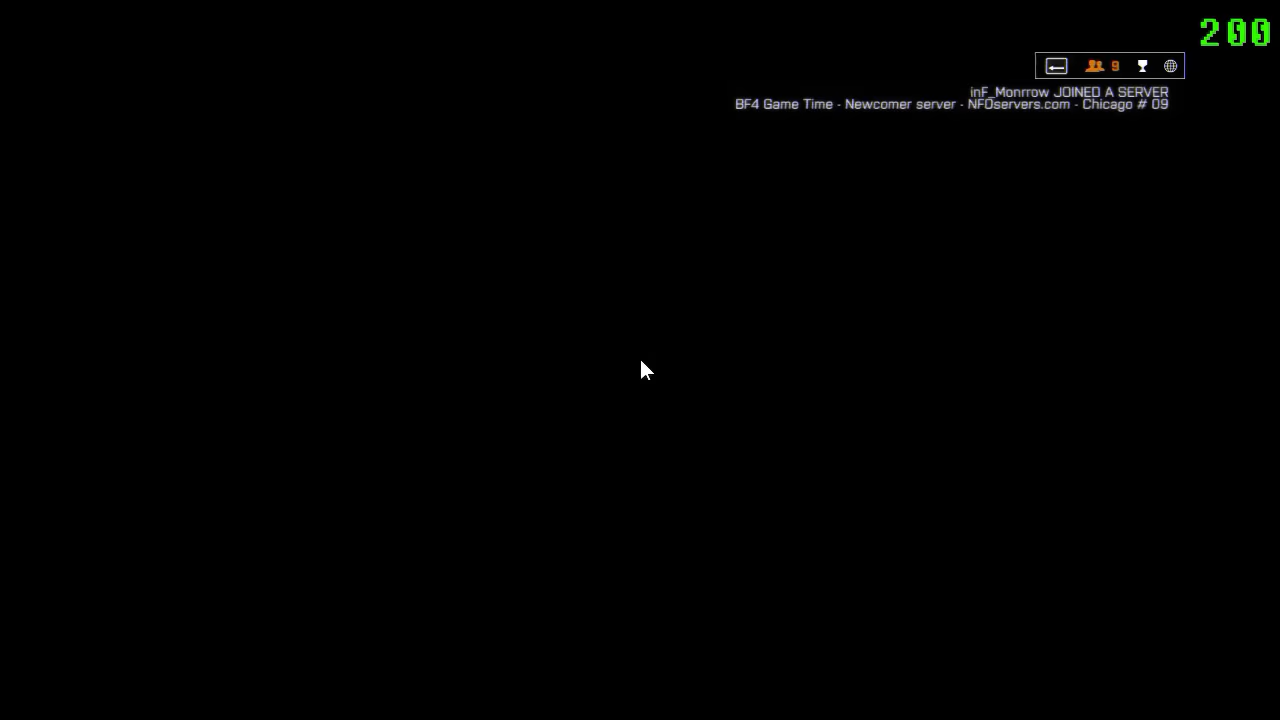 200
9
inF_Monrrow JOINED A SERVER
BF4 Game Time - Newcomer server - NFOservers.com - Chicago # 09